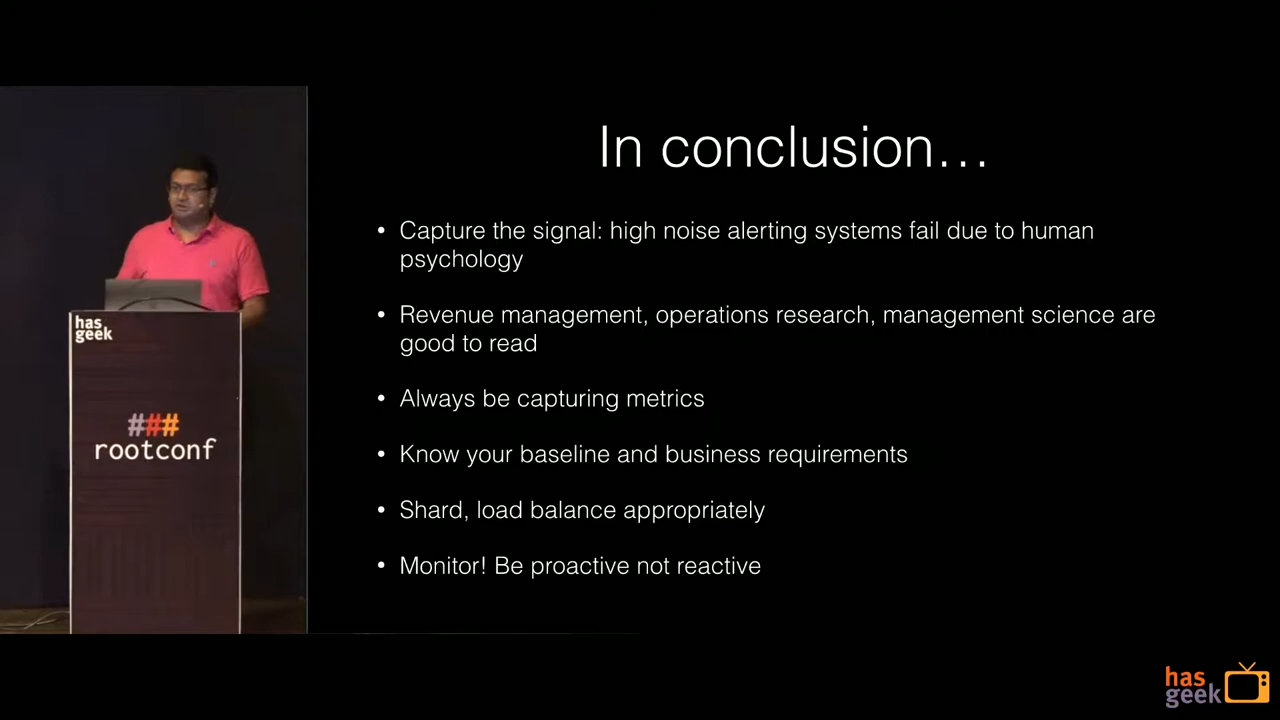 In conclusion…
• Capture the signal: high noise alerting systems fail due to human
psychology
• Revenue management, operations research, management science are
good to read
• Always be capturing metrics
• Know your baseline and business requirements
• Shard, load balance appropriately
• Monitor! Be proactive not reactive
has
geek
###
rootconf
has
geek